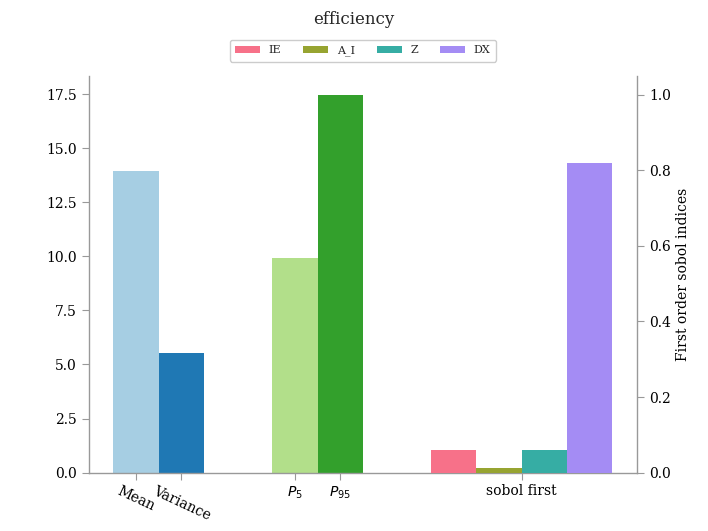 efficiency
IE A_I Z DX
17.5
15.0
12.5
10.0
7.5
5.0
2.5
0.0
1.0
0.8
0.6
0.4
0.2
0.0
First order sobol indices
Mean
Variance
P5
P95
sobol first